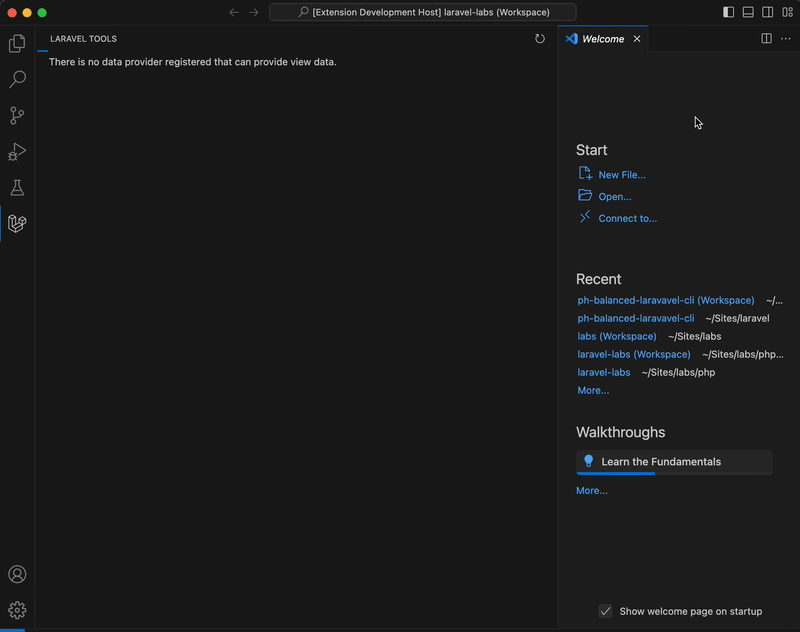 [Extension Development Host] laravel-labs (Workspace)
LARAVEL TOOLS
There is no data provider registered that can provide view data.
Welcome
Start
New File...
Open...
Connect to...
Recent
ph-balanced-laravavel-cli (Workspace) ~/...
ph-balanced-laravavel-cli ~/Sites/laravel
labs (Workspace) ~/Sites/labs
laravel-labs (Workspace) ~/Sites/labs/php...
laravel-labs ~/Sites/labs/php
More...
Walkthroughs
Learn the Fundamentals
More...
Show welcome page on startup